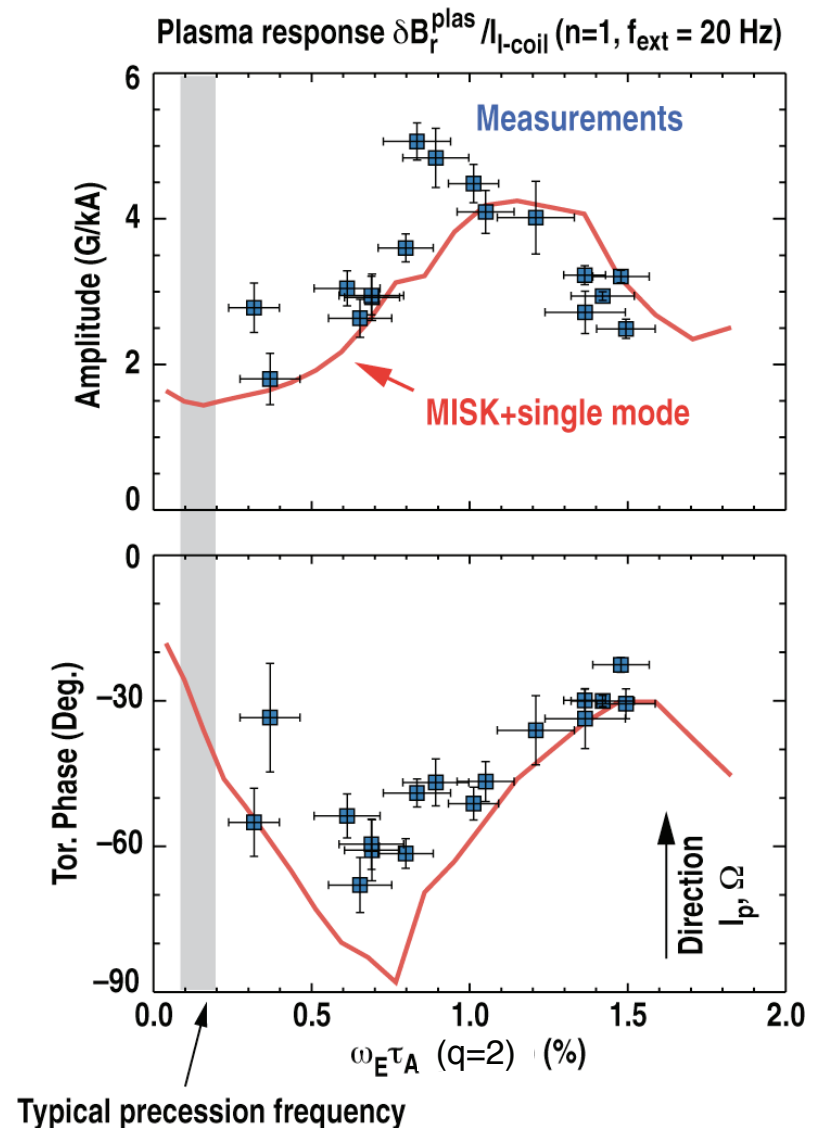 Plasma response δB_r^plas/I_I-coil (n=1, f_ext = 20 Hz)
6
4
2
0
Amplitude (G/kA)
Measurements
MISK+single mode
0
−30
−60
−90
Tor. Phase (Deg.)
Direction
I_p, Ω
0.0 0.5 1.0 1.5 2.0
ω_E τ_A (q=2) (%)
Typical precession frequency